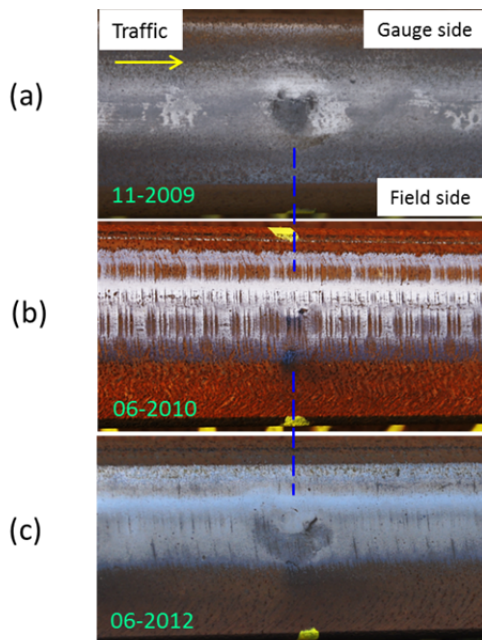 Traffic
Gauge side
(a)
11-2009
Field side
(b)
06-2010
(c)
06-2012